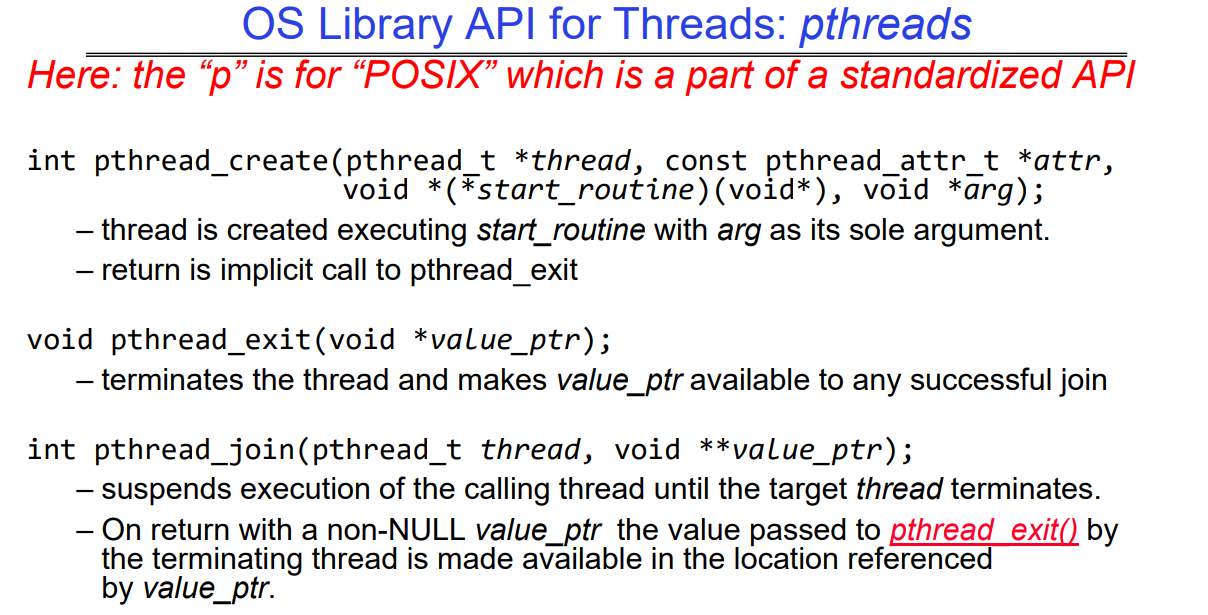 OS Library API for Threads: pthreads
Here: the “p” is for “POSIX” which is a part of a standardized API
int pthread_create(pthread_t *thread, const pthread_attr_t *attr,
void *(*start_routine)(void*), void *arg);
– thread is created executing start_routine with arg as its sole argument.
– return is implicit call to pthread_exit
void pthread_exit(void *value_ptr);
– terminates the thread and makes value_ptr available to any successful join
int pthread_join(pthread_t thread, void **value_ptr);
– suspends execution of the calling thread until the target thread terminates.
– On return with a non-NULL value_ptr the value passed to pthread_exit() by
the terminating thread is made available in the location referenced
by value_ptr.